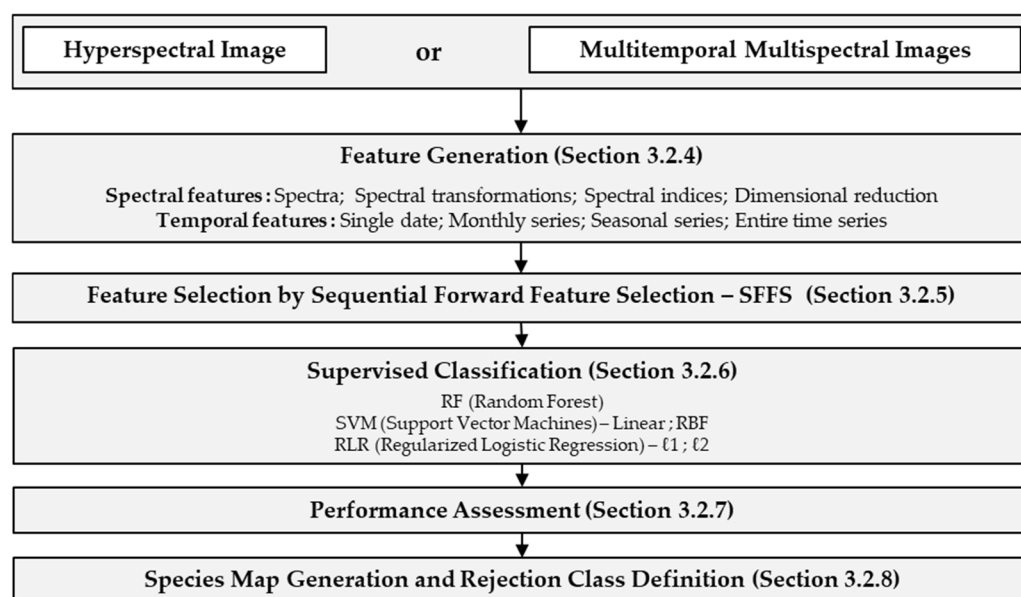 Hyperspectral Image or Multitemporal Multispectral Images
Feature Generation (Section 3.2.4)
Spectral features: Spectra; Spectral transformations; Spectral indices; Dimensional reduction
Temporal features: Single date; Monthly series; Seasonal series; Entire time series
Feature Selection by Sequential Forward Feature Selection – SFFS (Section 3.2.5)
Supervised Classification (Section 3.2.6)
RF (Random Forest)
SVM (Support Vector Machines) – Linear ; RBF
RLR (Regularized Logistic Regression) – ℓ1 ; ℓ2
Performance Assessment (Section 3.2.7)
Species Map Generation and Rejection Class Definition (Section 3.2.8)